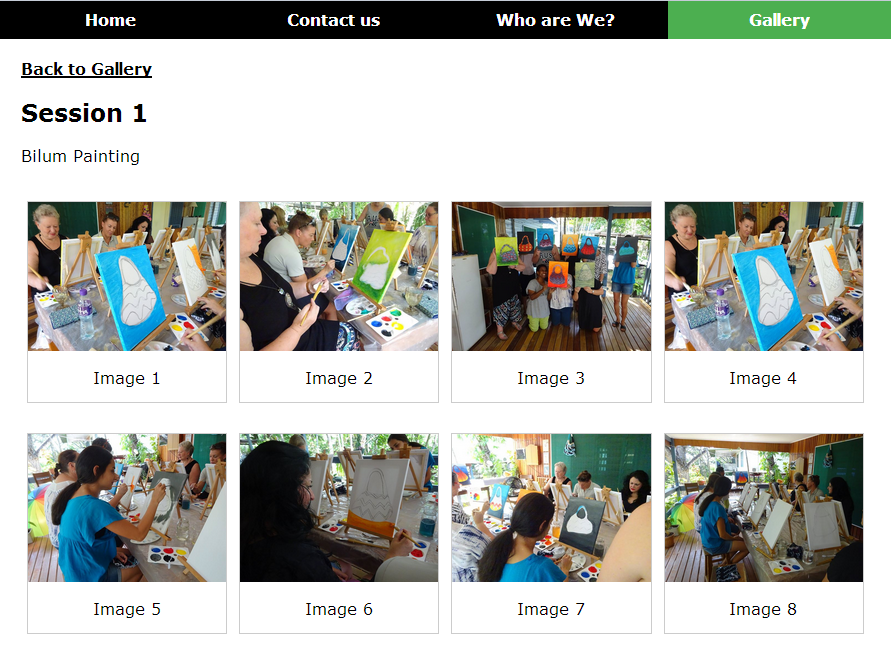 Home Contact us Who are We? Gallery
Back to Gallery
Session 1
Bilum Painting
Image 1 Image 2 Image 3 Image 4
Image 5 Image 6 Image 7 Image 8